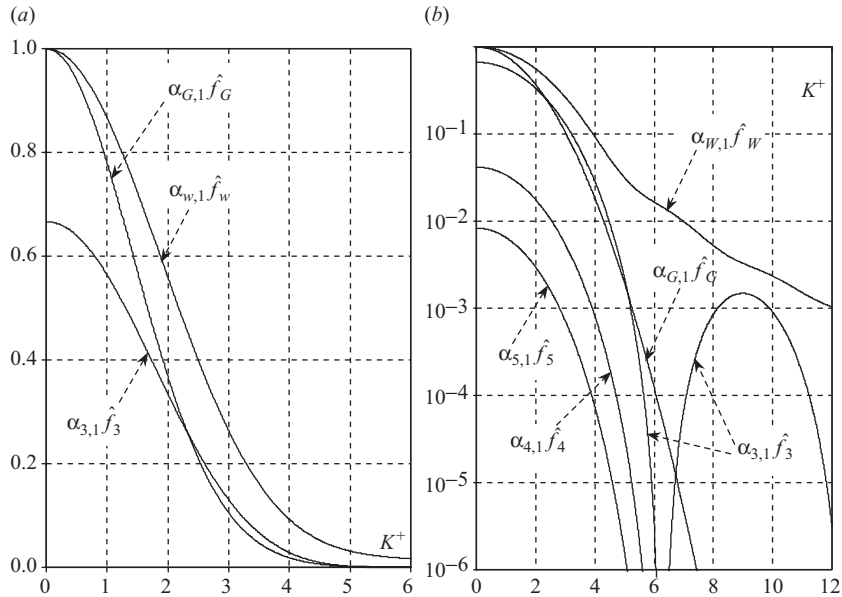 (a)
1.0
0.8
0.6
0.4
0.2
0.0
0 1 2 3 4 5 6
K⁺
α_{G,1} f̂_G
α_{w,1} f̂_w
α_{3,1} f̂_3
(b)
10⁻¹
10⁻²
10⁻³
10⁻⁴
10⁻⁵
10⁻⁶
0 2 4 6 8 10 12
K⁺
α_{W,1} f̂_W
α_{G,1} f̂_G
α_{5,1} f̂_5
α_{4,1} f̂_4
α_{3,1} f̂_3